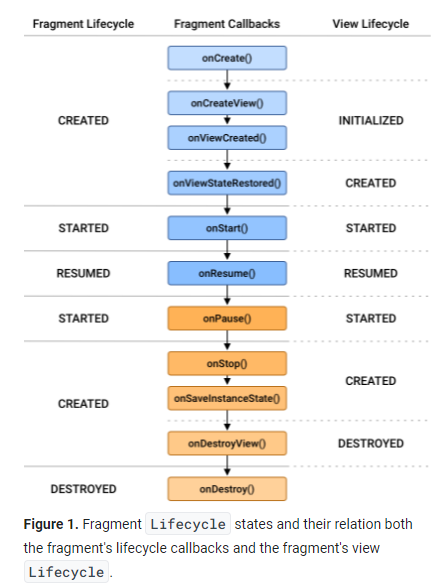 Fragment Lifecycle Fragment Callbacks View Lifecycle
onCreate()
onCreateView()
CREATED INITIALIZED
onViewCreated()
onViewStateRestored() CREATED
STARTED onStart() STARTED
RESUMED onResume() RESUMED
STARTED onPause() STARTED
onStop()
CREATED
onSaveInstanceState()
CREATED
onDestroyView() DESTROYED
DESTROYED onDestroy()
Figure 1. Fragment Lifecycle states and their relation both
the fragment's lifecycle callbacks and the fragment's view
Lifecycle .